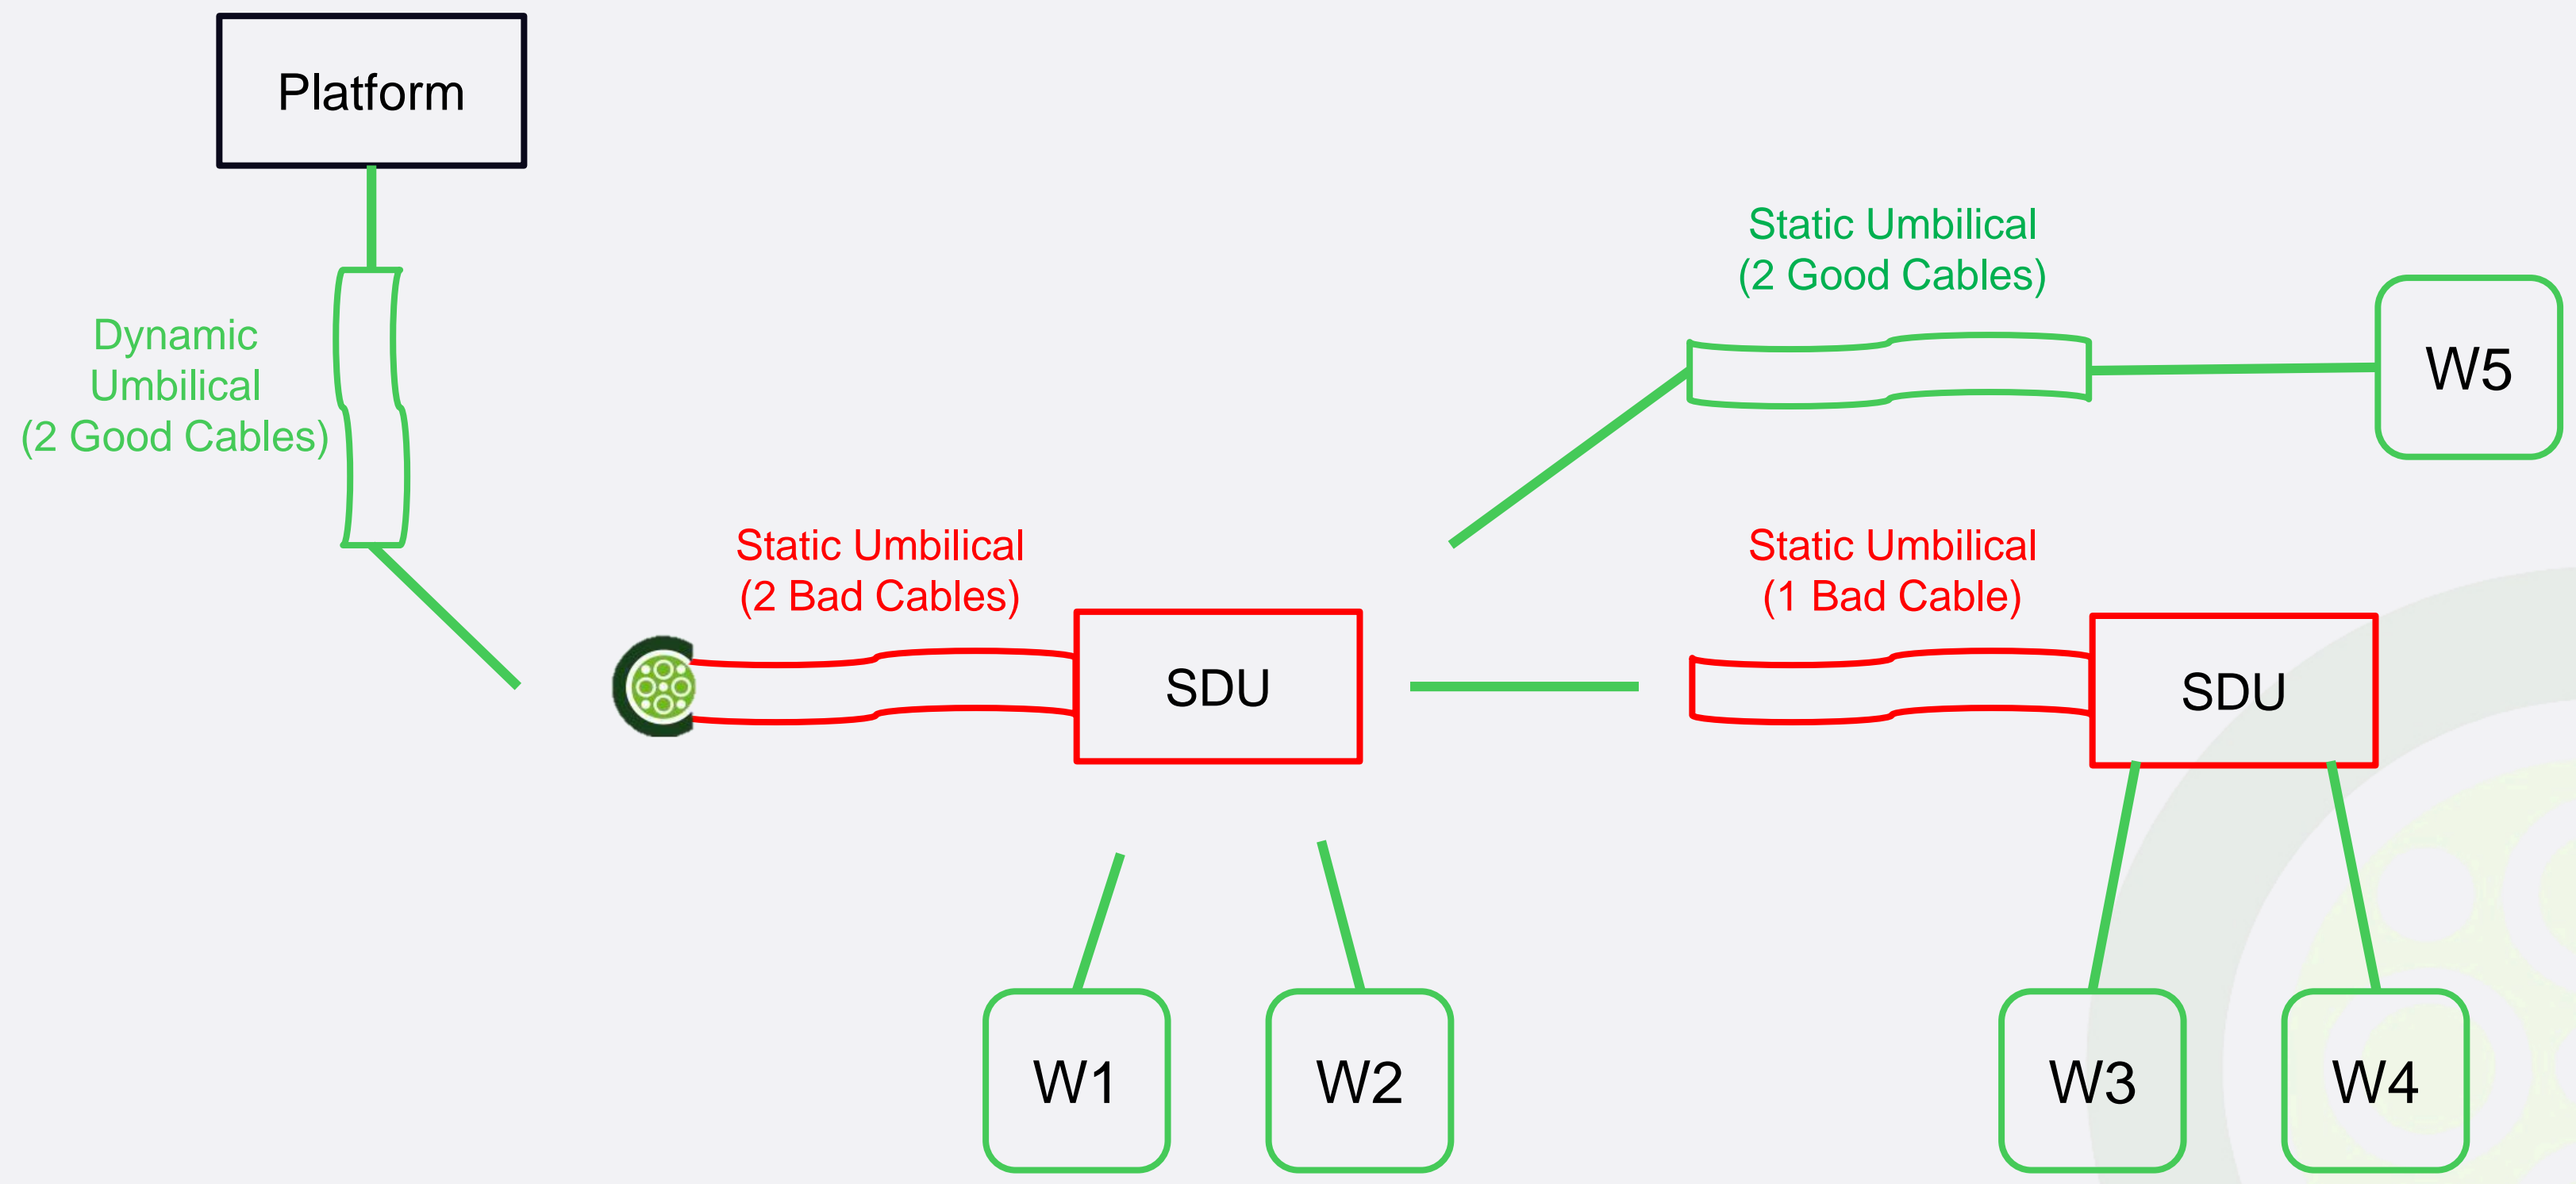 Platform
Dynamic
Umbilical
(2 Good Cables)
Static Umbilical
(2 Good Cables)
W5
Static Umbilical
(2 Bad Cables)
SDU
Static Umbilical
(1 Bad Cable)
SDU
W1
W2
W3
W4